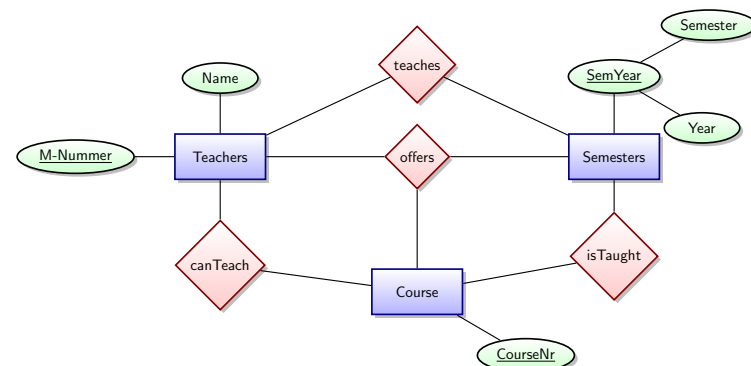 Semester
teaches
Name
SemYear
Year
M-Nummer
Teachers
offers
Semesters
canTeach
isTaught
Course
CourseNr